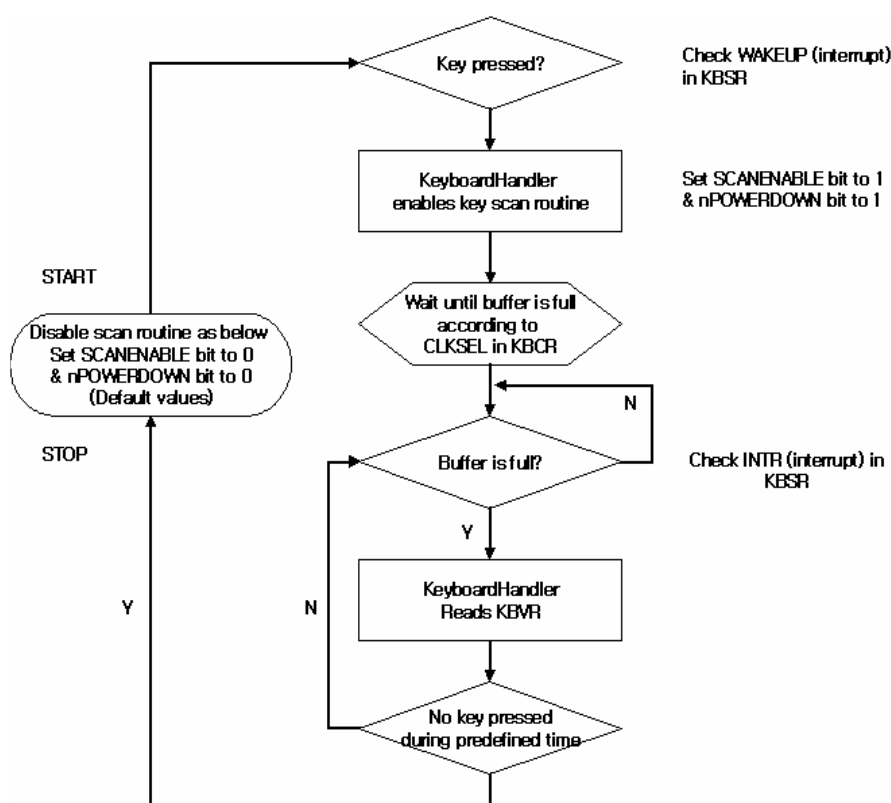 Key pressed?
Check WAKEUP (interrupt)
in KBSR
KeyboardHandler
enables key scan routine
Set SCANENABLE bit to 1
& nPOWERDOWN bit to 1
START
Disable scan routine as below
Set SCANENABLE bit to 0
& nPOWERDOWN bit to 0
(Default values)
STOP
Wait until buffer is full
according to
CLKSEL in KBCR
N
Buffer is full?
Check INTR (interrupt) in
KBSR
Y
KeyboardHandler
Reads KBVR
Y
N
No key pressed
during predefined time